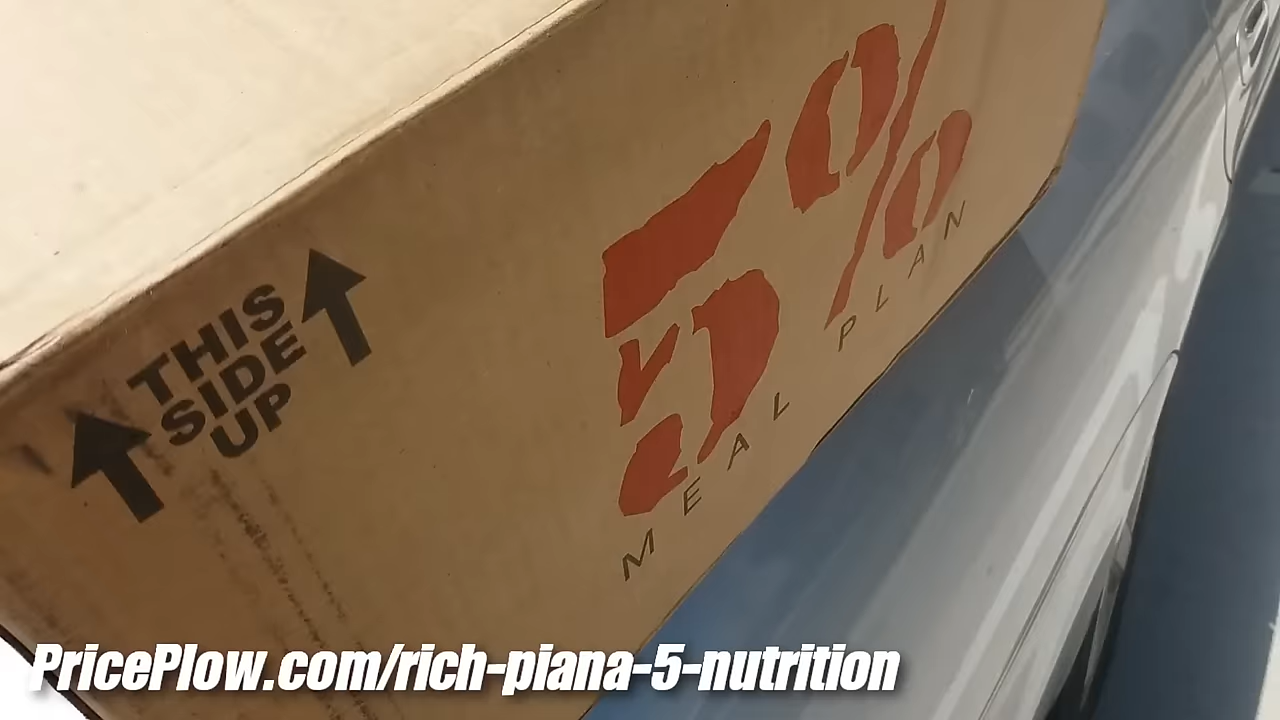 THIS
SIDE
UP
5%
MEAL PLAN
PricePlow.com/rich-piana-5-nutrition